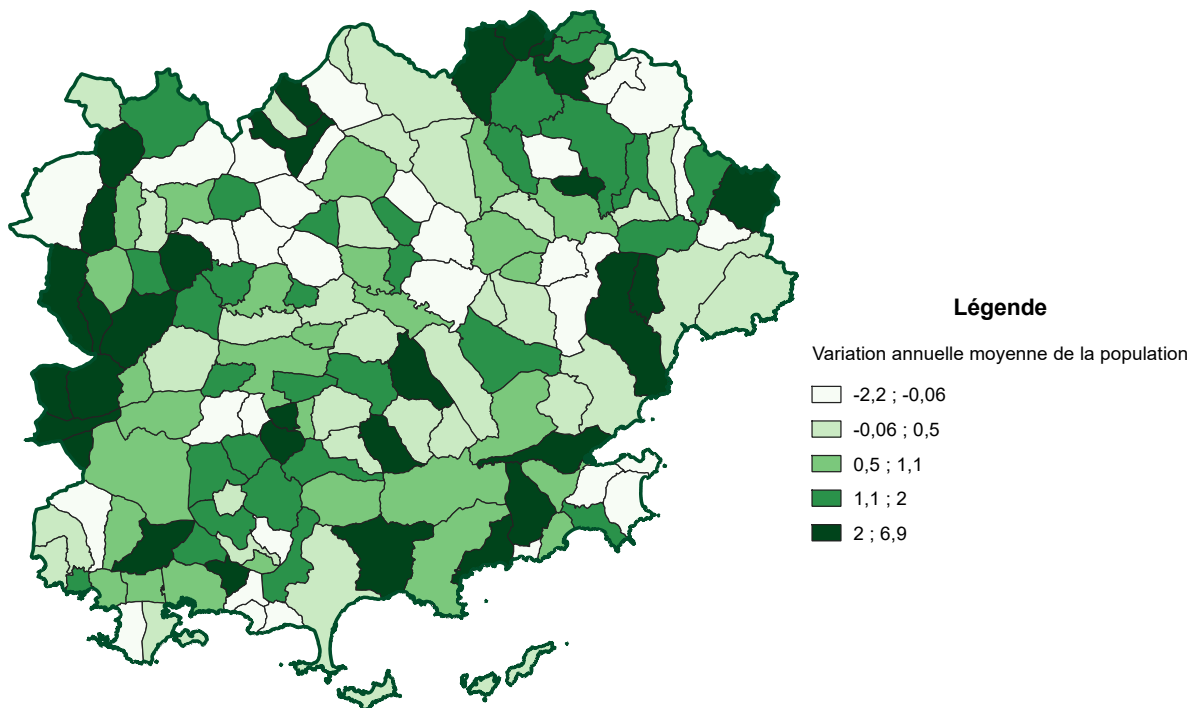 Légende
Variation annuelle moyenne de la population
-2,2 ; -0,06
-0,06 ; 0,5
0,5 ; 1,1
1,1 ; 2
2 ; 6,9